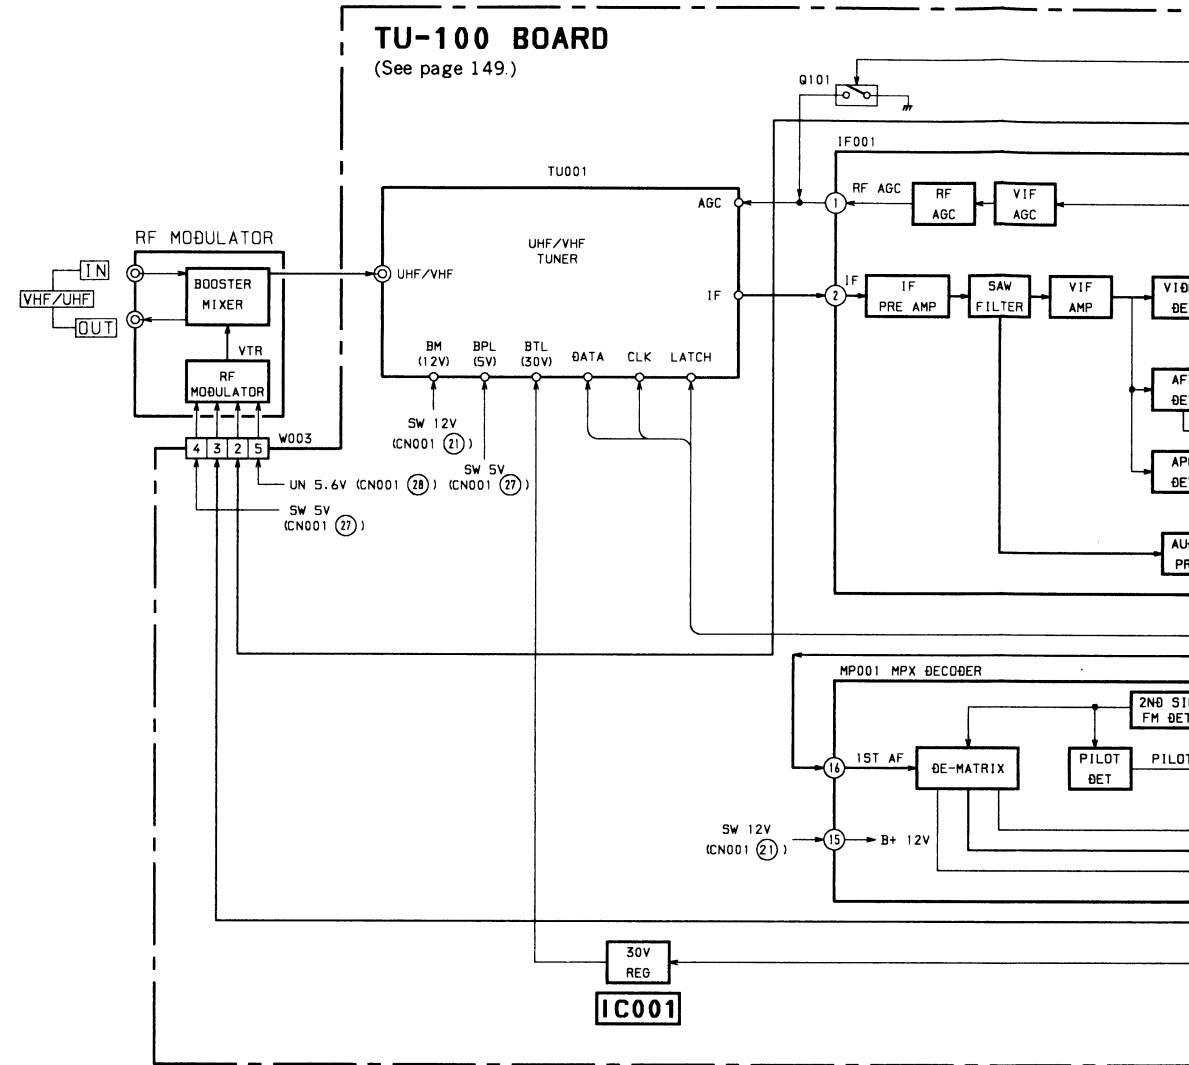 TU-100 BOARD
(See page 149.)
Q101
IF001
TU001
AGC
1
RF AGC
RF
AGC
VIF
AGC
RF MODULATOR
IN
VHF/UHF
OUT
BOOSTER
MIXER
VTR
RF
MODULATOR
UHF/VHF
UHF/VHF
TUNER
IF
2
IF
IF
PRE AMP
SAW
FILTER
VIF
AMP
BM
(12V)
BPL
(5V)
BTL
(30V)
DATA
CLK
LATCH
W003
4
3
2
5
SW 12V
(CN001 21)
SW 5V
(CN001 27)
UN 5.6V (CN001 28)
SW 5V
(CN001 27)
MP001 MPX DECODER
16
1ST AF
DE-MATRIX
2ND
FM DET
PILOT
DET
PILOT
SW 12V
(CN001 21)
15
B+ 12V
30V
REG
IC001